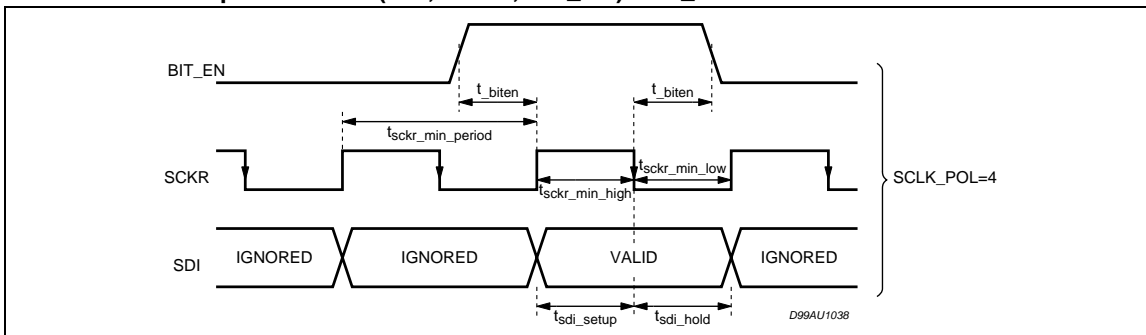 BIT_EN
t_biten
t_biten
tsckr_min_period
SCKR
tsckr_min_high
tsckr_min_low
SCLK_POL=4
SDI
IGNORED
IGNORED
VALID
IGNORED
tsdi_setup
tsdi_hold
D99AU1038